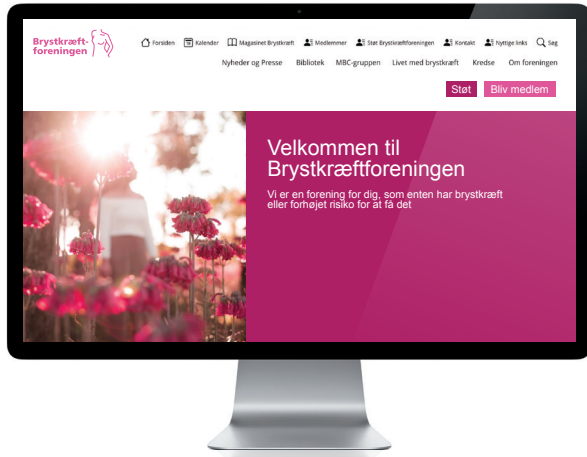 Brystkræft-
foreningen
Forsiden Kalender Magasinet Brystkræft Medlemmer Støt Brystkræftforeningen Kontakt Nyttige links Søg
Nyheder og Presse Bibliotek MBC-gruppen Livet med brystkræft Kredse Om foreningen
Støt Bliv medlem
Velkommen til
Brystkræftforeningen
Vi er en forening for dig, som enten har brystkræft
eller forhøjet risiko for at få det